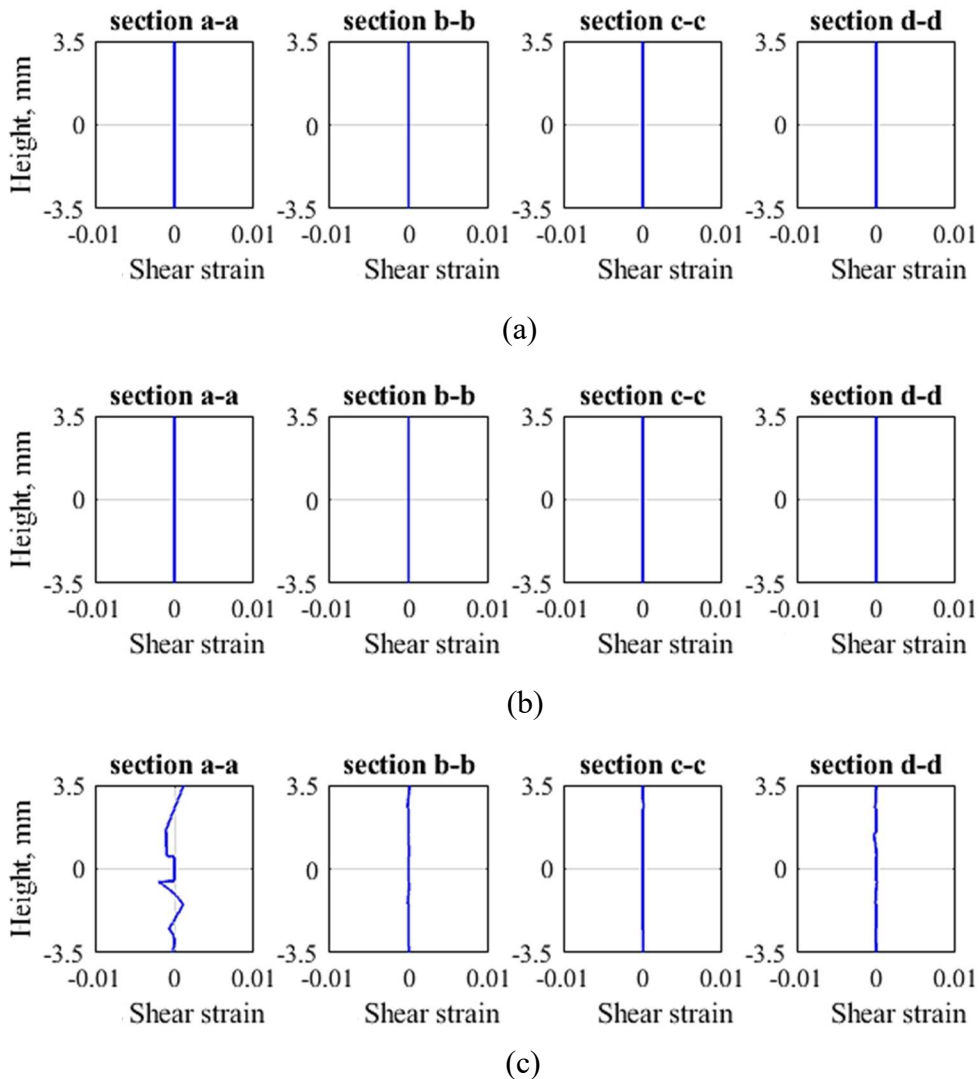 section a-a section b-b section c-c section d-d
3.5 3.5 3.5 3.5
Height, mm
0 0 0 0
-3.5 -3.5 -3.5 -3.5
-0.01 0 0.01 -0.01 0 0.01 -0.01 0 0.01 -0.01 0 0.01
Shear strain Shear strain Shear strain Shear strain
(a)
section a-a section b-b section c-c section d-d
3.5 3.5 3.5 3.5
Height, mm
0 0 0 0
-3.5 -3.5 -3.5 -3.5
-0.01 0 0.01 -0.01 0 0.01 -0.01 0 0.01 -0.01 0 0.01
Shear strain Shear strain Shear strain Shear strain
(b)
section a-a section b-b section c-c section d-d
3.5 3.5 3.5 3.5
Height, mm
0 0 0 0
-3.5 -3.5 -3.5 -3.5
-0.01 0 0.01 -0.01 0 0.01 -0.01 0 0.01 -0.01 0 0.01
Shear strain Shear strain Shear strain Shear strain
(c)